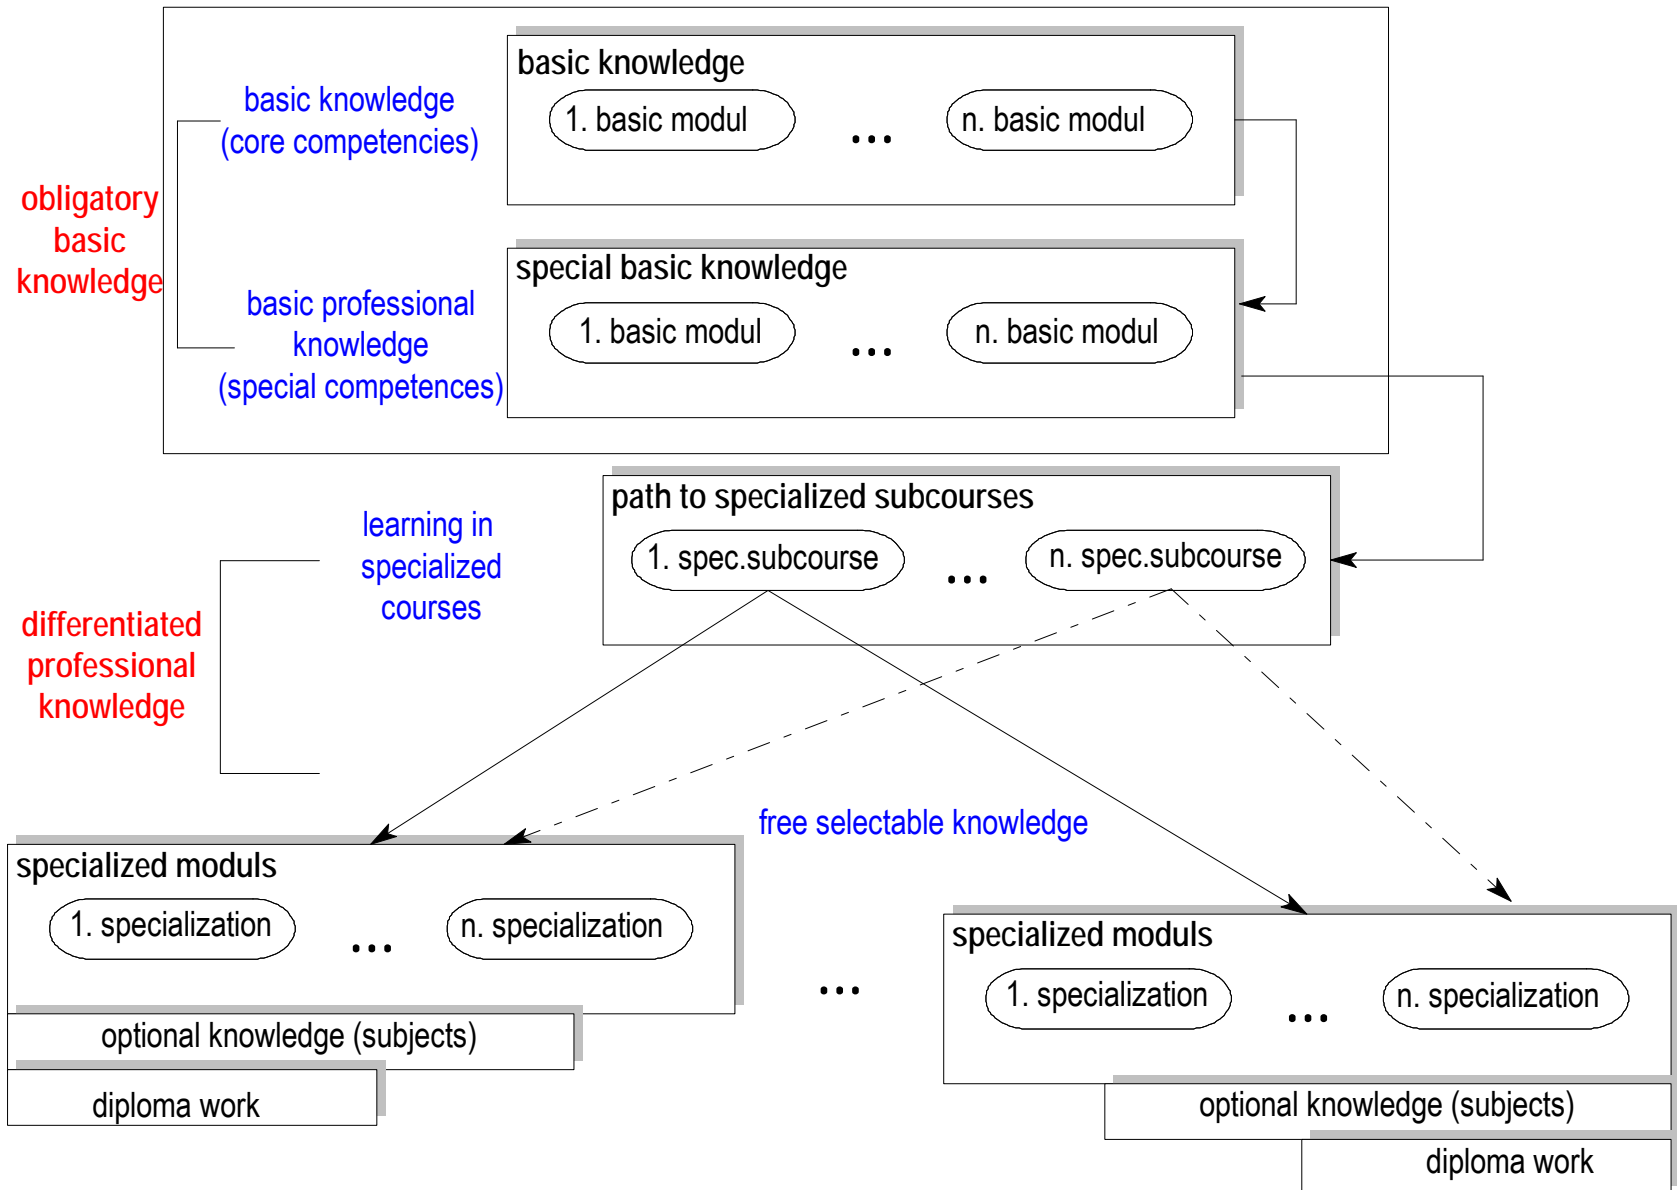 basic knowledge
1. basic modul
...
n. basic modul
basic knowledge
(core competencies)
obligatory
basic
knowledge
special basic knowledge
1. basic modul
...
n. basic modul
basic professional
knowledge
(special competences)
path to specialized subcourses
1. spec.subcourse
...
n. spec.subcourse
learning in
specialized
courses
differentiated
professional
knowledge
free selectable knowledge
specialized moduls
1. specialization
...
n. specialization
optional knowledge (subjects)
diploma work
...
specialized moduls
1. specialization
...
n. specialization
optional knowledge (subjects)
diploma work